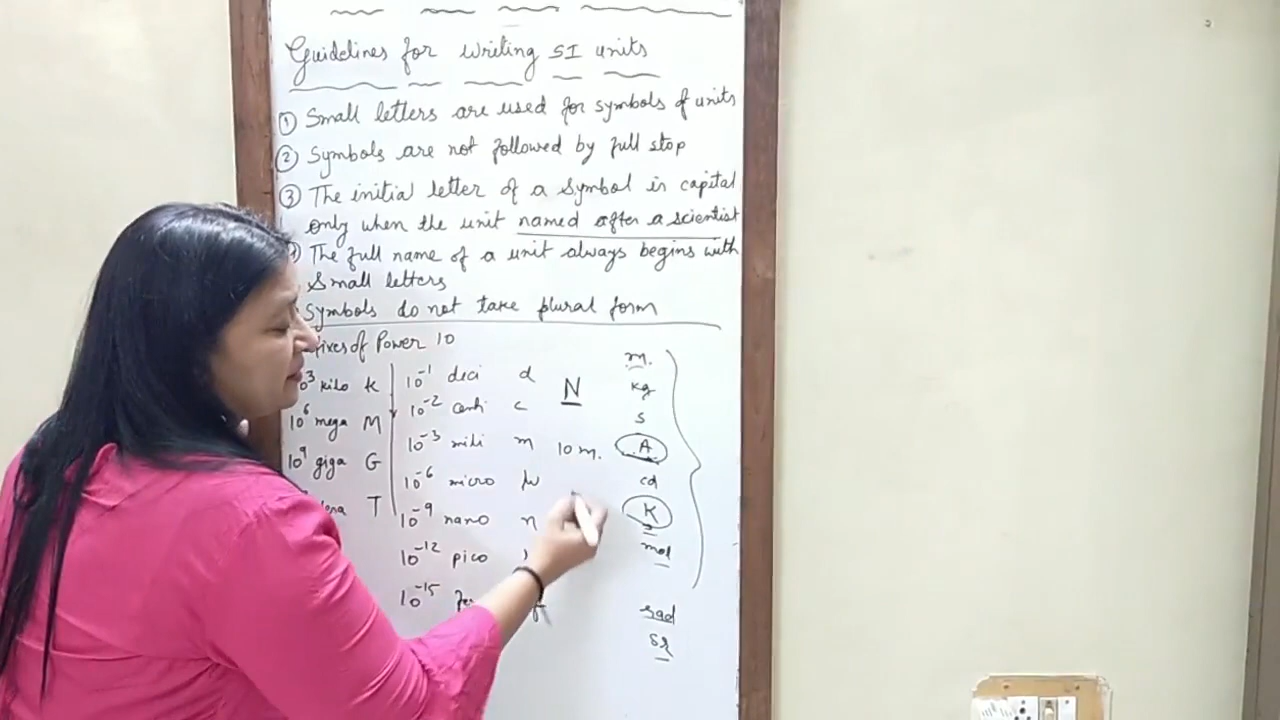 Guidelines for writing SI units
① Small letters are used for symbols of units
② Symbols are not followed by full stop
③ The initial letter of a symbol is capital
only when the unit named after a scientist
The full name of a unit always begins with
small letters
Symbols do not take plural form
of Power 10
kilo K
10⁶ mega M
10⁹ giga G
T
10⁻¹ deci d
10⁻² centi c
10⁻³ mili m
10⁻⁶ micro μ
10⁻⁹ nano n
10⁻¹² pico
10⁻¹⁵ f
N
10 m.
m.
kg
s
A
cd
K
mol
rad
sr